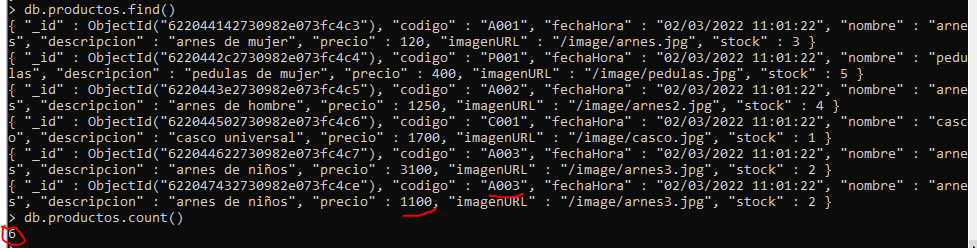 > db.productos.find()
{ "_id" : ObjectId("622044142730982e073fc4c3"), "codigo" : "A001", "fechaHora" : "02/03/2022 11:01:22", "nombre" : "arne
s", "descripcion" : "arnes de mujer", "precio" : 120, "imagenURL" : "/image/arnes.jpg", "stock" : 3 }
{ "_id" : ObjectId("6220442c2730982e073fc4c4"), "codigo" : "P001", "fechaHora" : "02/03/2022 11:01:22", "nombre" : "pedu
las", "descripcion" : "pedulas de mujer", "precio" : 400, "imagenURL" : "/image/pedulas.jpg", "stock" : 5 }
{ "_id" : ObjectId("6220443e2730982e073fc4c5"), "codigo" : "A002", "fechaHora" : "02/03/2022 11:01:22", "nombre" : "arne
s", "descripcion" : "arnes de hombre", "precio" : 1250, "imagenURL" : "/image/arnes2.jpg", "stock" : 4 }
{ "_id" : ObjectId("622044502730982e073fc4c6"), "codigo" : "C001", "fechaHora" : "02/03/2022 11:01:22", "nombre" : "casc
o", "descripcion" : "casco universal", "precio" : 1700, "imagenURL" : "/image/casco.jpg", "stock" : 1 }
{ "_id" : ObjectId("622044622730982e073fc4c7"), "codigo" : "A003", "fechaHora" : "02/03/2022 11:01:22", "nombre" : "arne
s", "descripcion" : "arnes de niños", "precio" : 3100, "imagenURL" : "/image/arnes3.jpg", "stock" : 2 }
{ "_id" : ObjectId("622047432730982e073fc4ce"), "codigo" : "A003", "fechaHora" : "02/03/2022 11:01:22", "nombre" : "arne
s", "descripcion" : "arnes de niños", "precio" : 1100, "imagenURL" : "/image/arnes3.jpg", "stock" : 2 }
> db.productos.count()
6